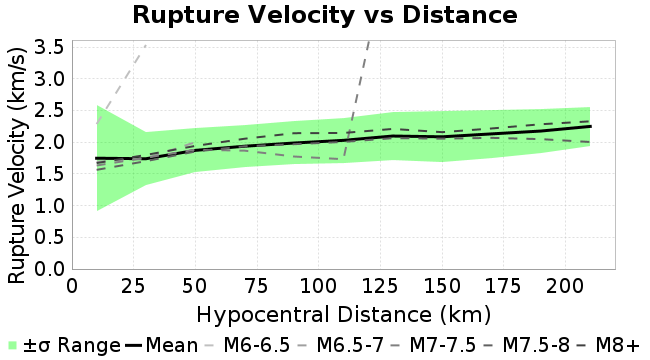 Rupture Velocity vs Distance
Rupture Velocity (km/s)
3.5
3.0
2.5
2.0
1.5
1.0
0.5
0.0
0 25 50 75 100 125 150 175 200
Hypocentral Distance (km)
±σ Range Mean M6-6.5 M6.5-7 M7-7.5 M7.5-8 M8+